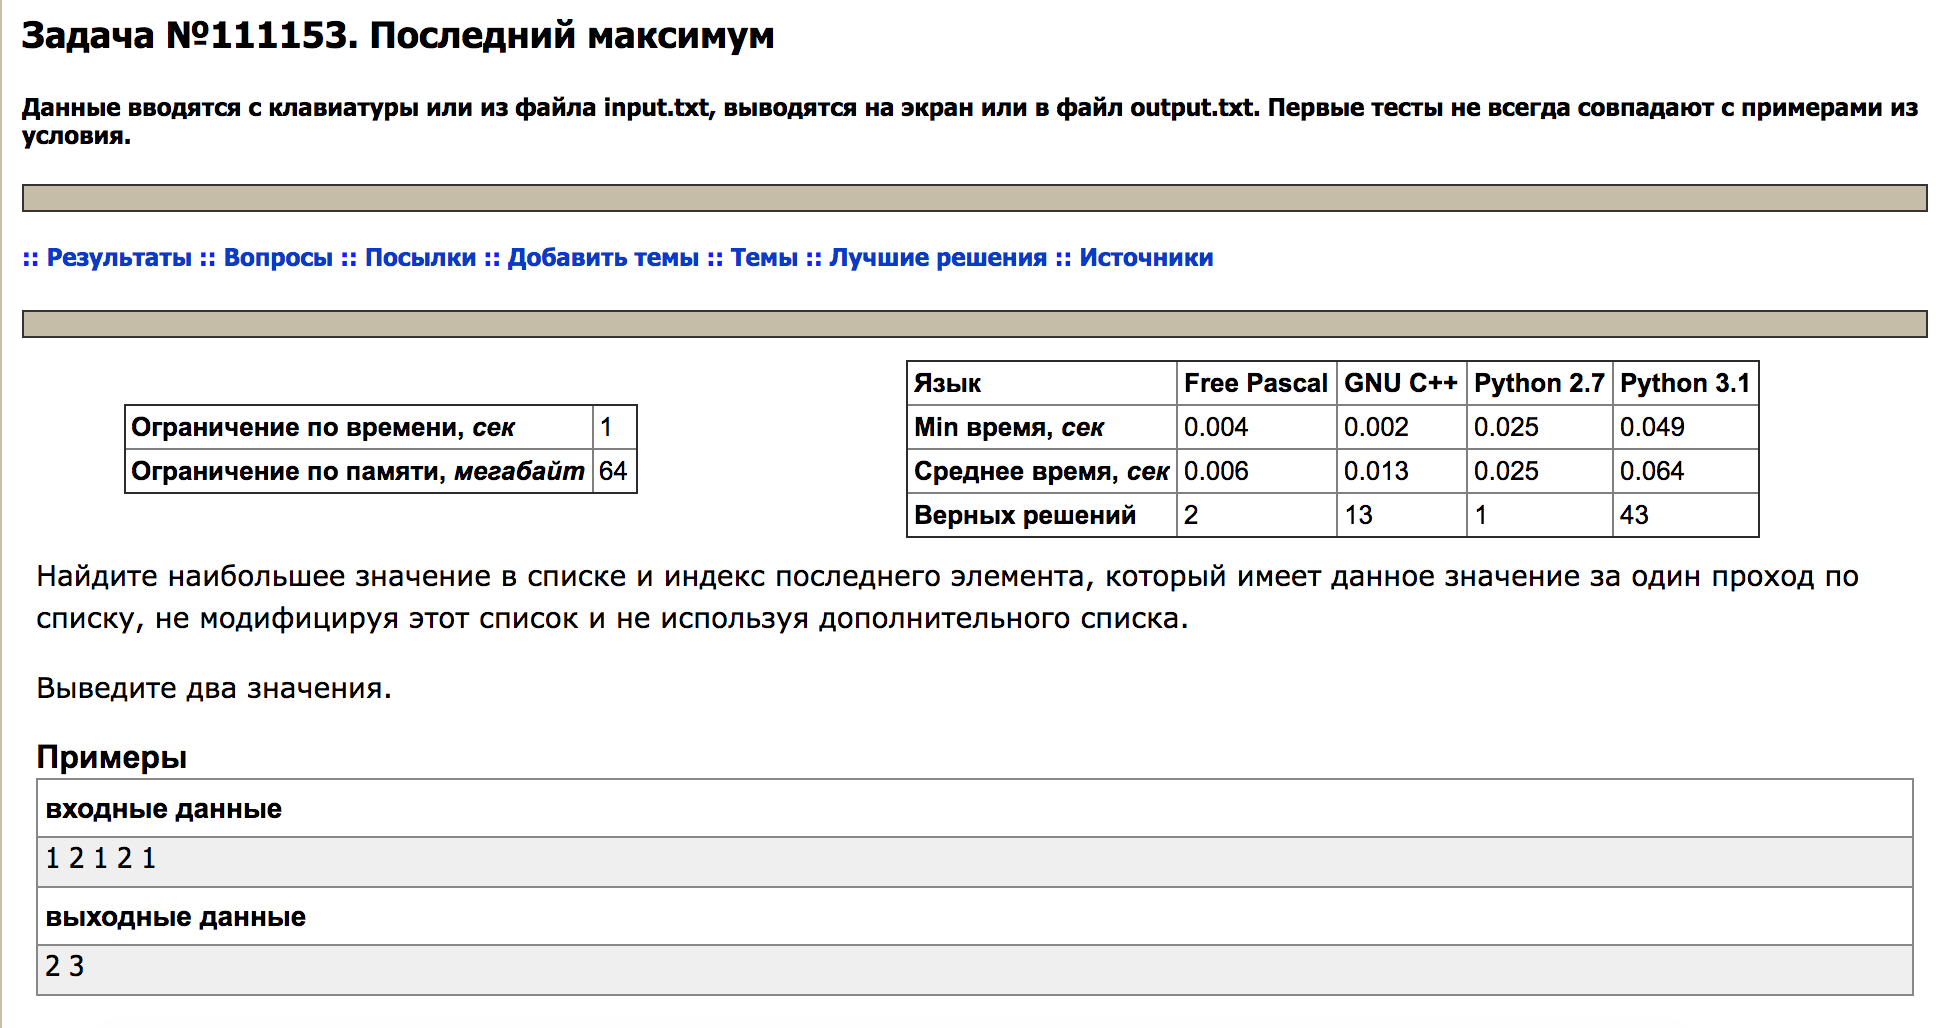 Задача №111153. Последний максимум
Данные вводятся с клавиатуры или из файла input.txt, выводятся на экран или в файл output.txt. Первые тесты не всегда совпадают с примерами из
условия.
:: Результаты :: Вопросы :: Посылки :: Добавить темы :: Темы :: Лучшие решения :: Источники
Ограничение по времени, сек 1
Ограничение по памяти, мегабайт 64
Язык Free Pascal GNU C++ Python 2.7 Python 3.1
Min время, сек 0.004 0.002 0.025 0.049
Среднее время, сек 0.006 0.013 0.025 0.064
Верных решений 2 13 1 43
Найдите наибольшее значение в списке и индекс последнего элемента, который имеет данное значение за один проход по
списку, не модифицируя этот список и не используя дополнительного списка.
Выведите два значения.
Примеры
входные данные
1 2 1 2 1
выходные данные
2 3